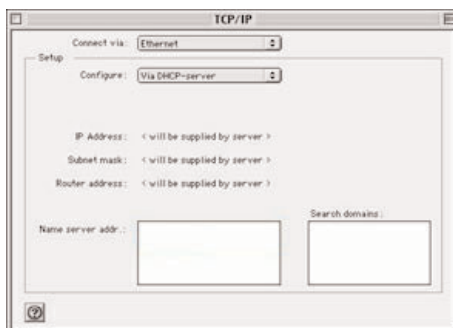 TCP/IP
Connect via: Ethernet
Setup
Configure: Via DHCP-server
IP Address: < will be supplied by server >
Subnet mask: < will be supplied by server >
Router address: < will be supplied by server >
Search domains:
Name server addr.:
?